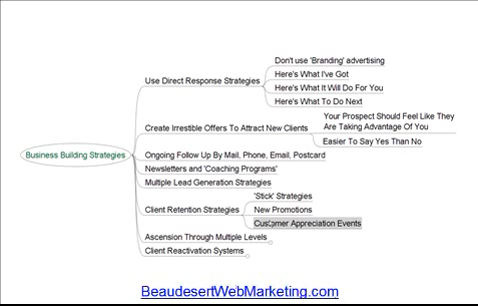 Don't use 'Branding' advertising
Here's What I've Got
Use Direct Response Strategies
Here's What It Will Do For You
Here's What To Do Next
Your Prospect Should Feel Like They
Are Taking Advantage Of You
Create Irrestible Offers To Attract New Clients
Easier To Say Yes Than No
Business Building Strategies
Ongoing Follow Up By Mail, Phone, Email, Postcard
Newsletters and 'Coaching Programs'
Multiple Lead Generation Strategies
'Stick' Strategies
Client Retention Strategies
New Promotions
Customer Appreciation Events
Ascension Through Multiple Levels
Client Reactivation Systems
BeaudesertWebMarketing.com